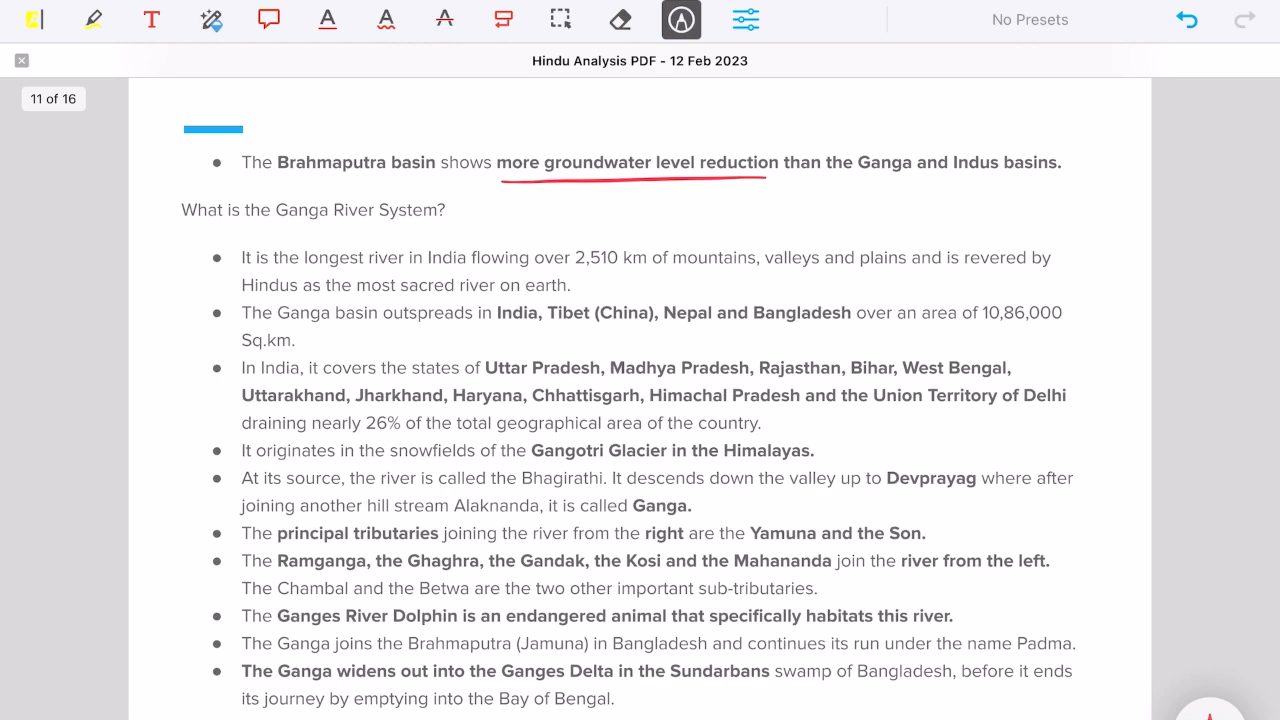 No Presets
Hindu Analysis PDF - 12 Feb 2023
11 of 16
• The Brahmaputra basin shows more groundwater level reduction than the Ganga and Indus basins.
What is the Ganga River System?
• It is the longest river in India flowing over 2,510 km of mountains, valleys and plains and is revered by
Hindus as the most sacred river on earth.
• The Ganga basin outspreads in India, Tibet (China), Nepal and Bangladesh over an area of 10,86,000
Sq.km.
• In India, it covers the states of Uttar Pradesh, Madhya Pradesh, Rajasthan, Bihar, West Bengal,
Uttarakhand, Jharkhand, Haryana, Chhattisgarh, Himachal Pradesh and the Union Territory of Delhi
draining nearly 26% of the total geographical area of the country.
• It originates in the snowfields of the Gangotri Glacier in the Himalayas.
• At its source, the river is called the Bhagirathi. It descends down the valley up to Devprayag where after
joining another hill stream Alaknanda, it is called Ganga.
• The principal tributaries joining the river from the right are the Yamuna and the Son.
• The Ramganga, the Ghaghra, the Gandak, the Kosi and the Mahananda join the river from the left.
The Chambal and the Betwa are the two other important sub-tributaries.
• The Ganges River Dolphin is an endangered animal that specifically habitats this river.
• The Ganga joins the Brahmaputra (Jamuna) in Bangladesh and continues its run under the name Padma.
• The Ganga widens out into the Ganges Delta in the Sundarbans swamp of Bangladesh, before it ends
its journey by emptying into the Bay of Bengal.